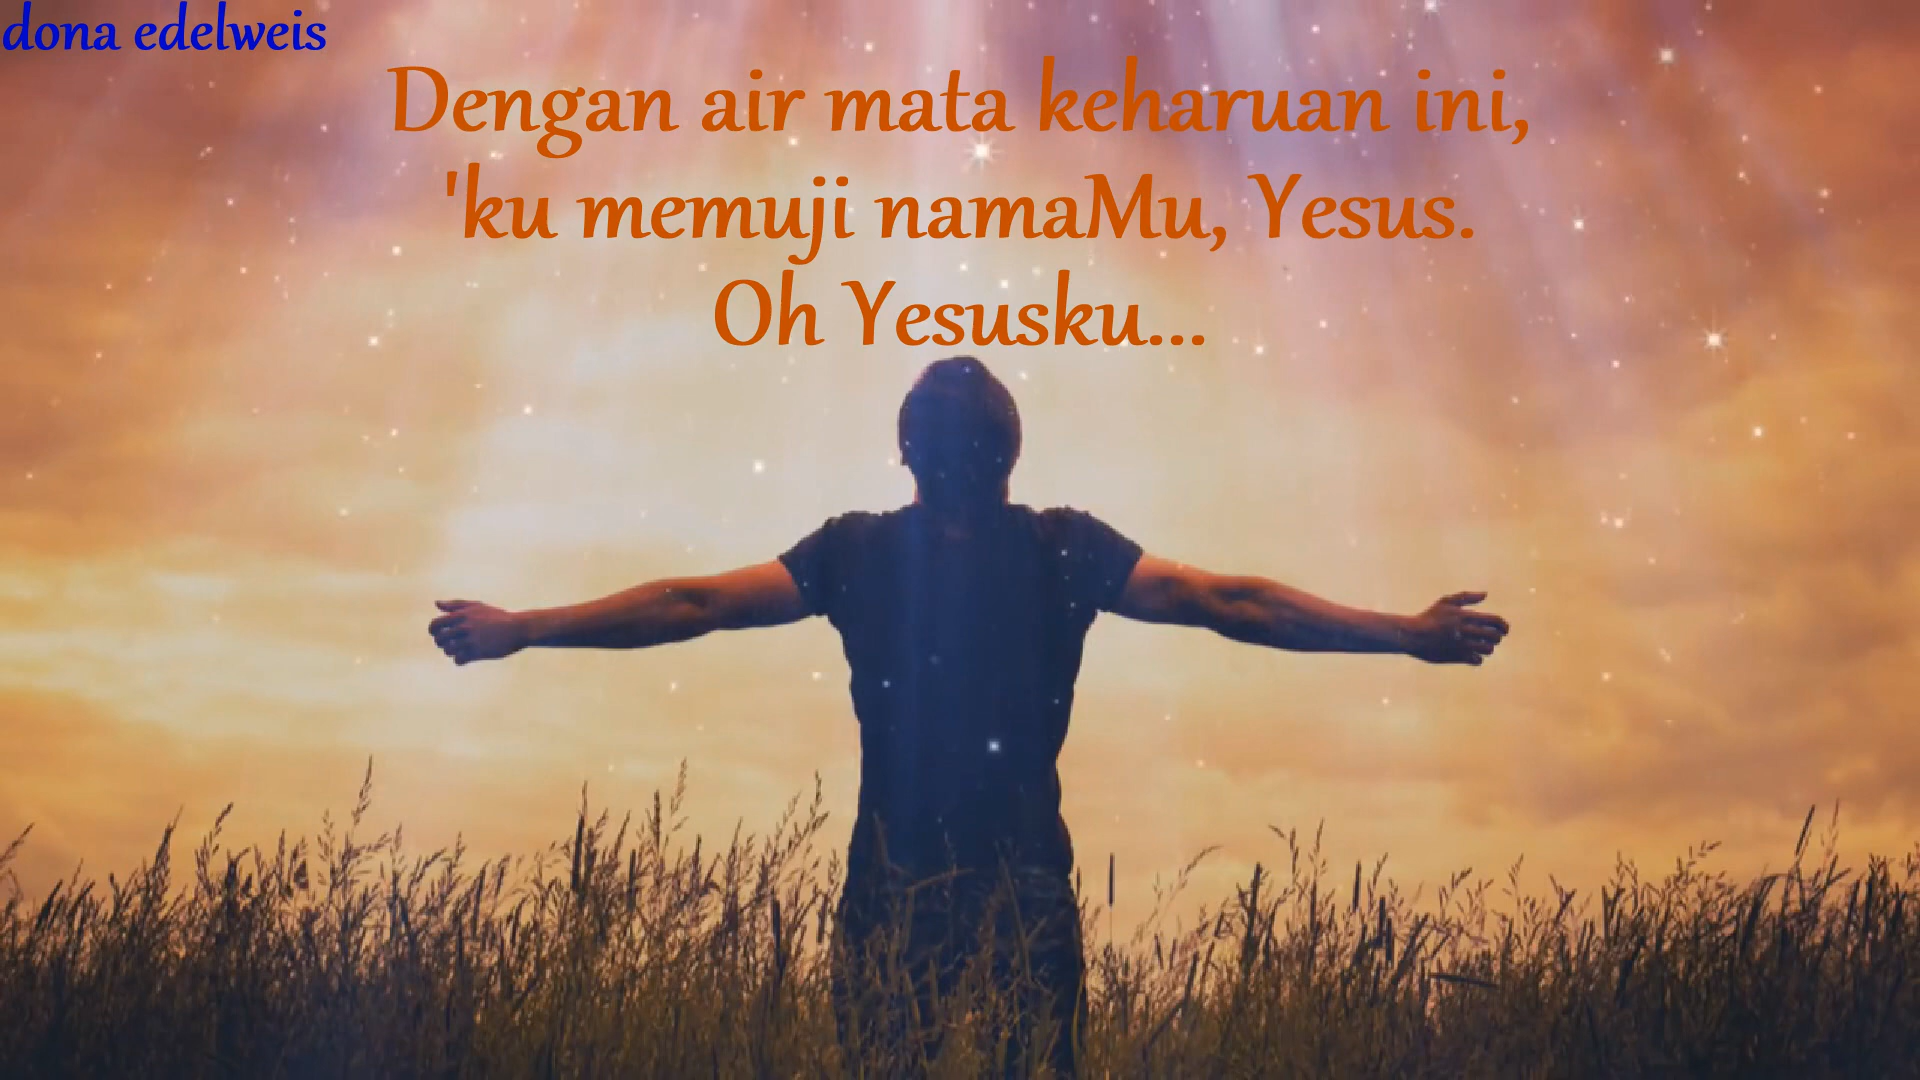 dona edelweis
Dengan air mata keharuan ini,
'ku memuji namaMu, Yesus.
Oh Yesusku...